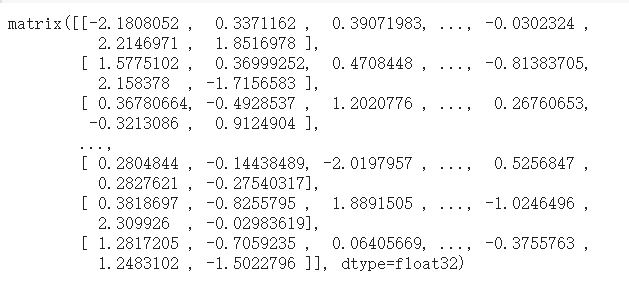 matrix([[-2.1808052 ,  0.3371162 ,  0.39071983, ..., -0.0302324 ,
          2.2146971 ,  1.8516978 ],
        [ 1.5775102 ,  0.36999252,  0.4708448 , ..., -0.81383705,
          2.158378  , -1.7156583 ],
        [ 0.36780664, -0.4928537 ,  1.2020776 , ...,  0.26760653,
         -0.3213086 ,  0.9124904 ],
        ...,
        [ 0.2804844 , -0.14438489, -2.0197957 , ...,  0.5256847 ,
          0.2827621 , -0.27540317],
        [ 0.3818697 , -0.8255795 ,  1.8891505 , ..., -1.0246496 ,
          2.309926  , -0.02983619],
        [ 1.2817205 , -0.7059235 ,  0.06405669, ..., -0.3755763 ,
          1.2483102 , -1.5022796 ]], dtype=float32)